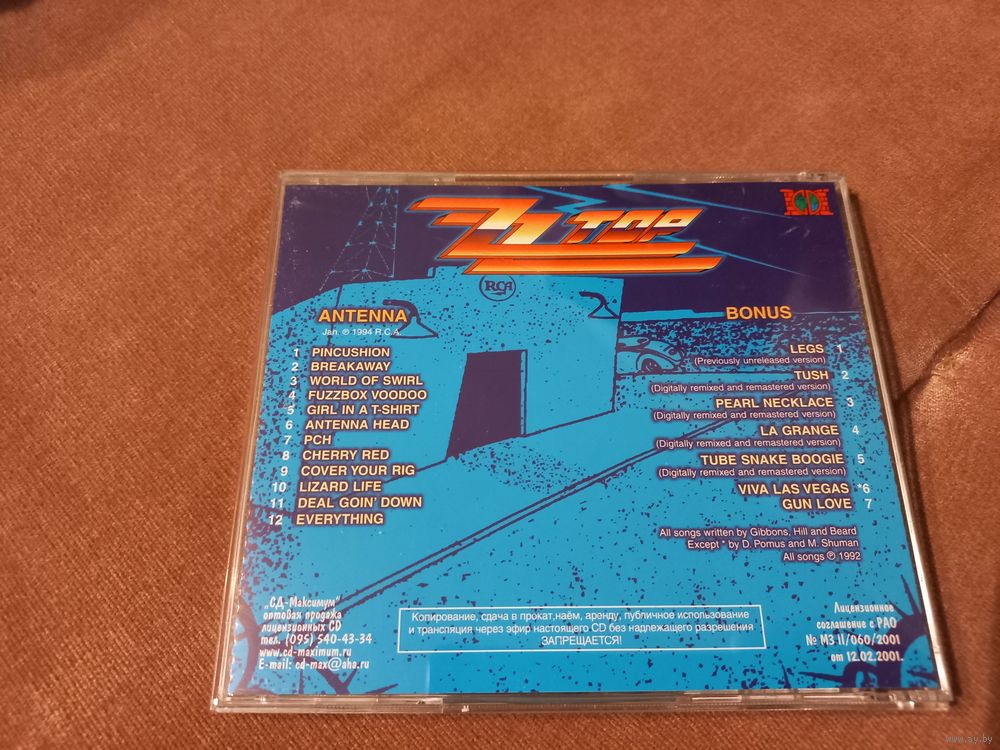 ZZ TOP
RCA
ANTENNA
Jan. ℗ 1994 R.C.A.
1 PINCUSHION
2 BREAKAWAY
3 WORLD OF SWIRL
4 FUZZBOX VOODOO
5 GIRL IN A T-SHIRT
6 ANTENNA HEAD
7 PCH
8 CHERRY RED
9 COVER YOUR RIG
10 LIZARD LIFE
11 DEAL GOIN' DOWN
12 EVERYTHING
BONUS
LEGS 1
(Previously unreleased version)
TUSH 2
(Digitally remixed and remastered version)
PEARL NECKLACE 3
(Digitally remixed and remastered version)
LA GRANGE 4
(Digitally remixed and remastered version)
TUBE SNAKE BOOGIE 5
(Digitally remixed and remastered version)
VIVA LAS VEGAS *6
GUN LOVE 7
All songs written by Gibbons, Hill and Beard
Except * by D. Pomus and M. Shuman
All songs ℗ 1992
„СД-Максимум"
оптовая продажа
лицензионных CD
тел. (095) 540-43-34
www.cd-maximum.ru
E-mail: cd-max@aha.ru
Копирование, сдача в прокат,наём, аренду, публичное использование
и трансляция через эфир настоящего CD без надлежащего разрешения
ЗАПРЕЩАЕТСЯ!
Лицензионное
соглашение с РАО
№ МЗ II/060/2001
от 12.02.2001.
www.ay.by